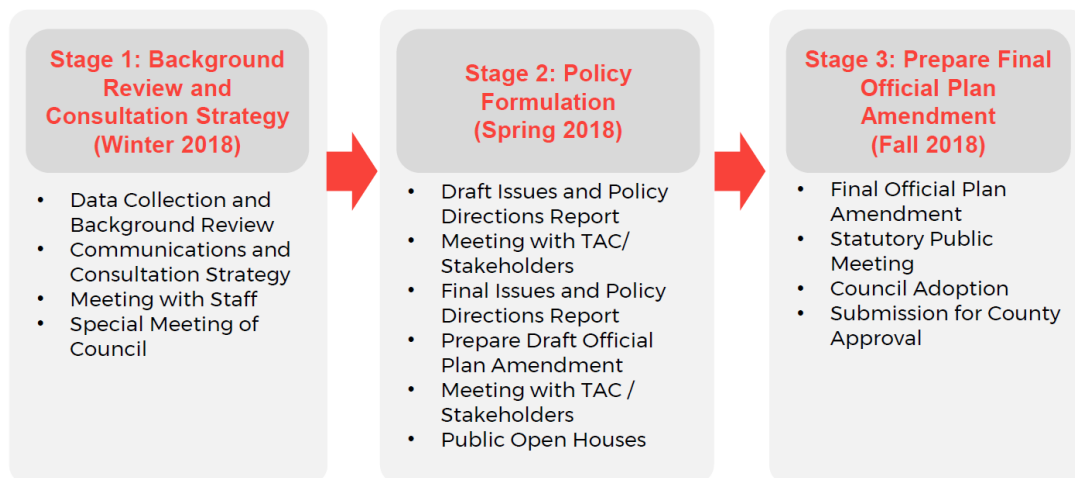 Stage 1: Background
Review and
Consultation Strategy
(Winter 2018)
• Data Collection and
Background Review
• Communications and
Consultation Strategy
• Meeting with Staff
• Special Meeting of
Council
Stage 2: Policy
Formulation
(Spring 2018)
• Draft Issues and Policy
Directions Report
• Meeting with TAC/
Stakeholders
• Final Issues and Policy
Directions Report
• Prepare Draft Official
Plan Amendment
• Meeting with TAC /
Stakeholders
• Public Open Houses
Stage 3: Prepare Final
Official Plan
Amendment
(Fall 2018)
• Final Official Plan
Amendment
• Statutory Public
Meeting
• Council Adoption
• Submission for County
Approval